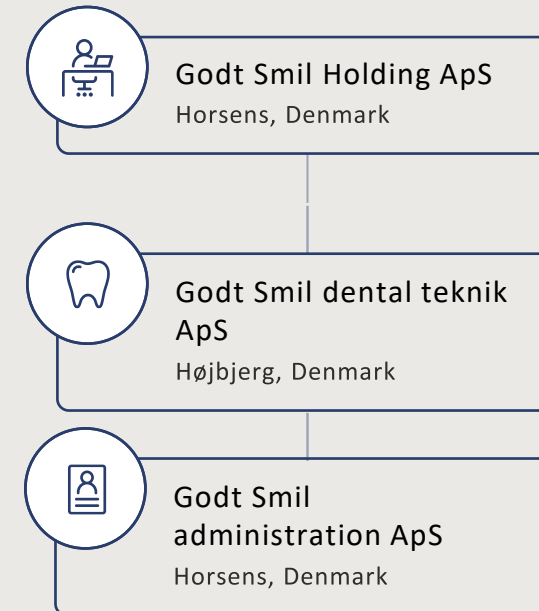 Godt Smil Holding ApS
Horsens, Denmark
Godt Smil dental teknik
ApS
Højbjerg, Denmark
Godt Smil
administration ApS
Horsens, Denmark